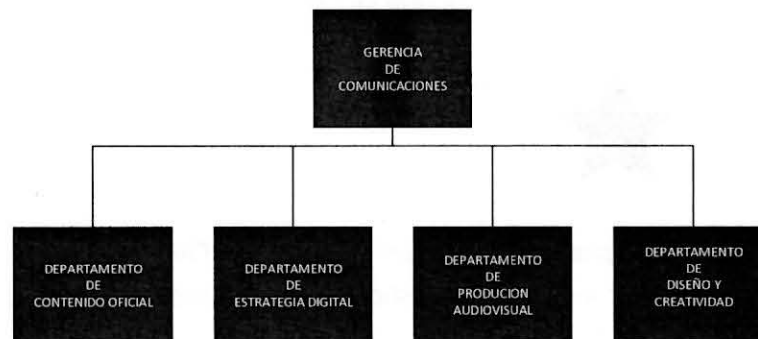 GERENCIA
DE
COMUNICACIONES
DEPARTAMENTO
DE
CONTENIDO OFICIAL
DEPARTAMENTO
DE
ESTRATEGIA DIGITAL
DEPARTAMENTO
DE
PRODUCION
AUDIOVISUAL
DEPARTAMENTO
DE
DISEÑO Y
CREATIVIDAD